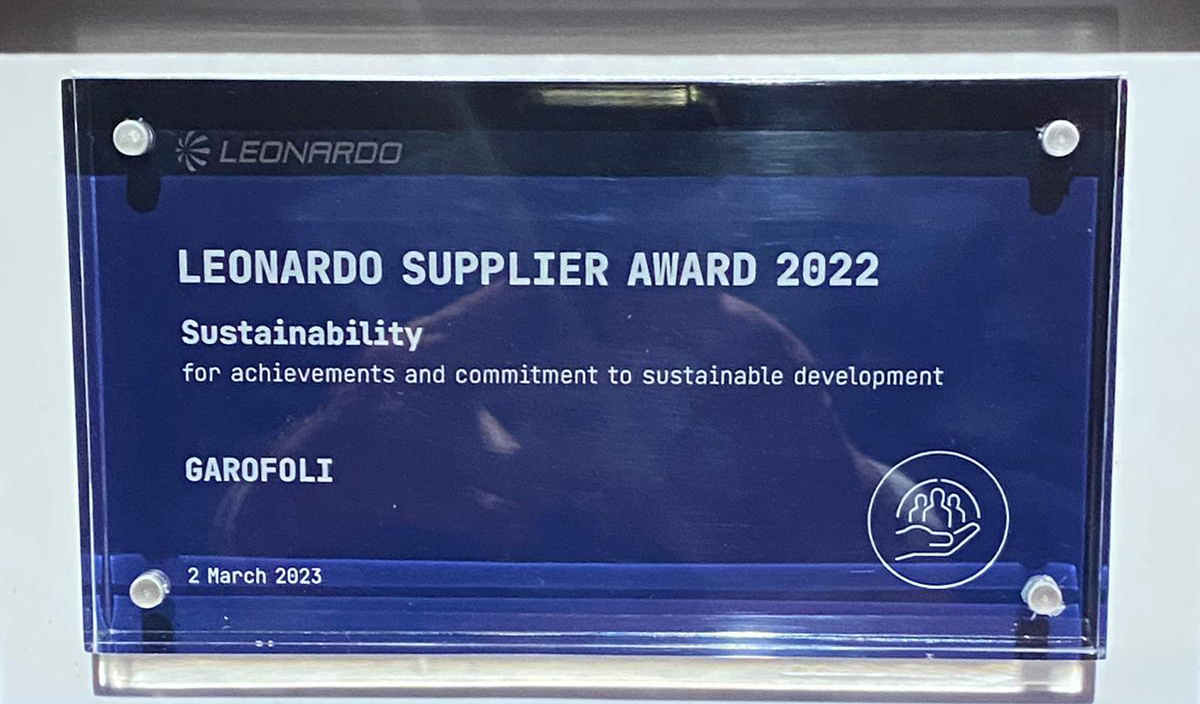 LEONARDO
LEONARDO SUPPLIER AWARD 2022
Sustainability
for achievements and commitment to sustainable development
GAROFOLI
2 March 2023